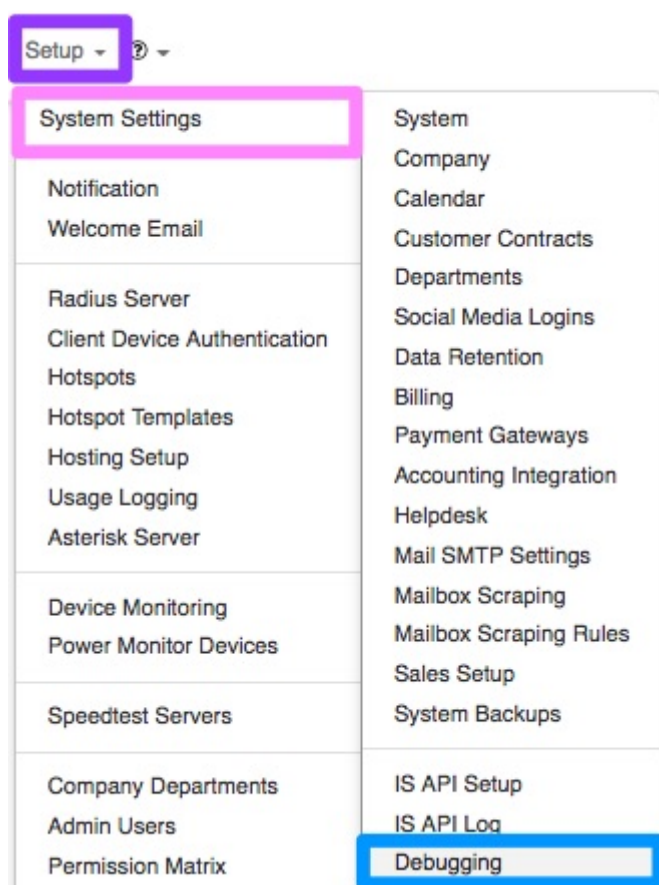 Setup
System Settings
Notification
Welcome Email
Radius Server
Client Device Authentication
Hotspots
Hotspot Templates
Hosting Setup
Usage Logging
Asterisk Server
Device Monitoring
Power Monitor Devices
Speedtest Servers
Company Departments
Admin Users
Permission Matrix
System
Company
Calendar
Customer Contracts
Departments
Social Media Logins
Data Retention
Billing
Payment Gateways
Accounting Integration
Helpdesk
Mail SMTP Settings
Mailbox Scraping
Mailbox Scraping Rules
Sales Setup
System Backups
IS API Setup
IS API Log
Debugging